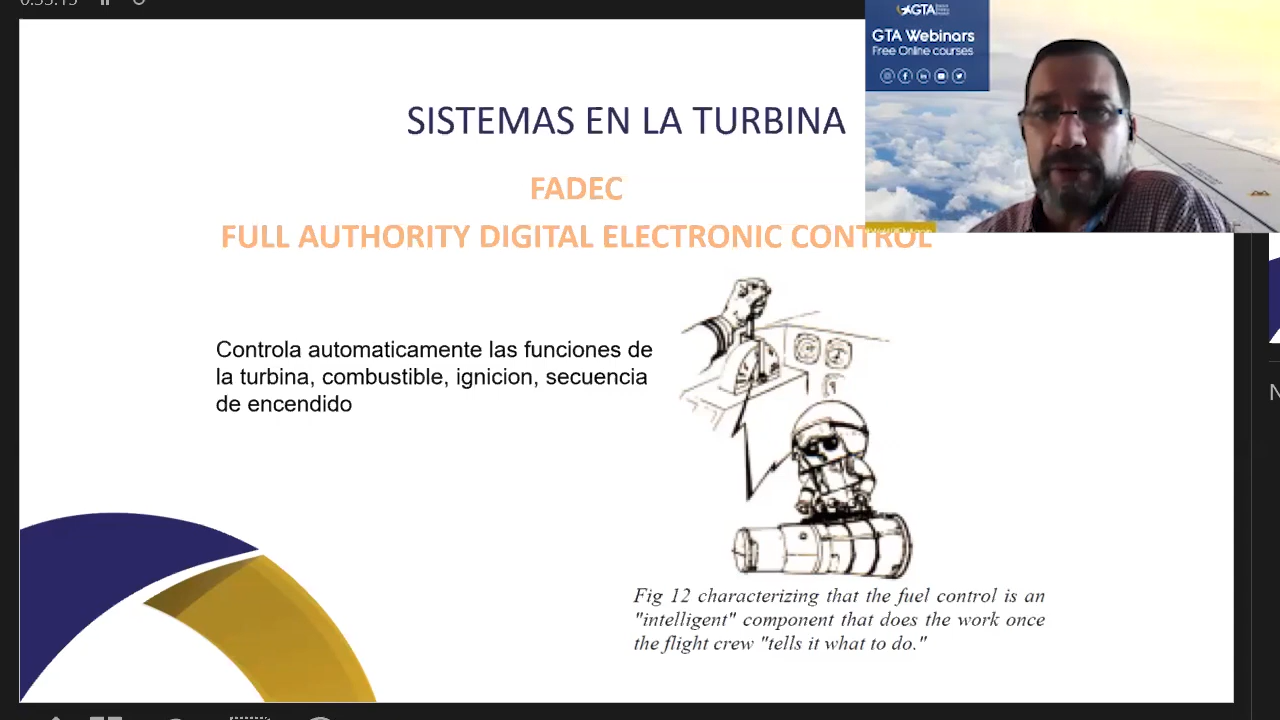 GTA
GTA Webinars
Free Online courses
SISTEMAS EN LA TURBINA
FADEC
FULL AUTHORITY DIGITAL ELECTRONIC CONTROL
Controla automaticamente las funciones de
la turbina, combustible, ignicion, secuencia
de encendido
Fig 12 characterizing that the fuel control is an
"intelligent" component that does the work once
the flight crew "tells it what to do."
N